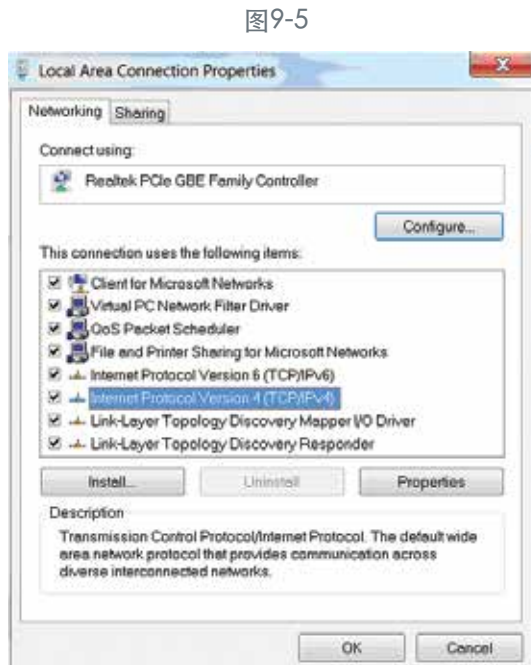 图9-5
Local Area Connection Properties
Networking Sharing
Connect using:
Realtek PCIe GBE Family Controller
Configure...
This connection uses the following items:
Client for Microsoft Networks
Virtual PC Network Filter Driver
QoS Packet Scheduler
File and Printer Sharing for Microsoft Networks
Internet Protocol Version 6 (TCP/IPv6)
Internet Protocol Version 4 (TCP/IPv4)
Link-Layer Topology Discovery Mapper I/O Driver
Link-Layer Topology Discovery Responder
Install... Uninstall Properties
Description
Transmission Control Protocol/Internet Protocol. The default wide
area network protocol that provides communication across
diverse interconnected networks.
OK Cancel